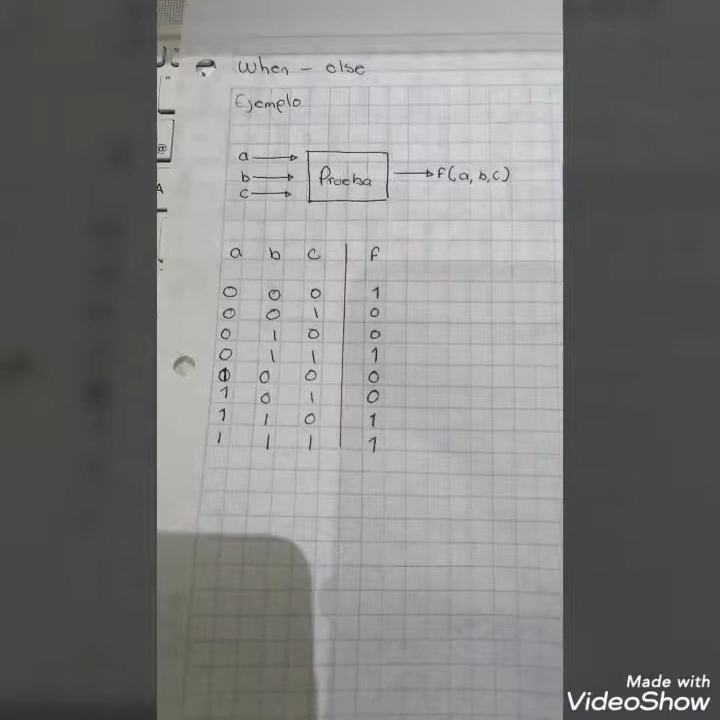 When - else
Ejemplo
a
b
c
Prueba
F(a, b, c)
a b c F
0 0 0 1
0 0 1 0
0 1 0 0
0 1 1 1
1 0 0 0
1 0 1 0
1 1 0 1
1 1 1 1
@
A
Made with
VideoShow